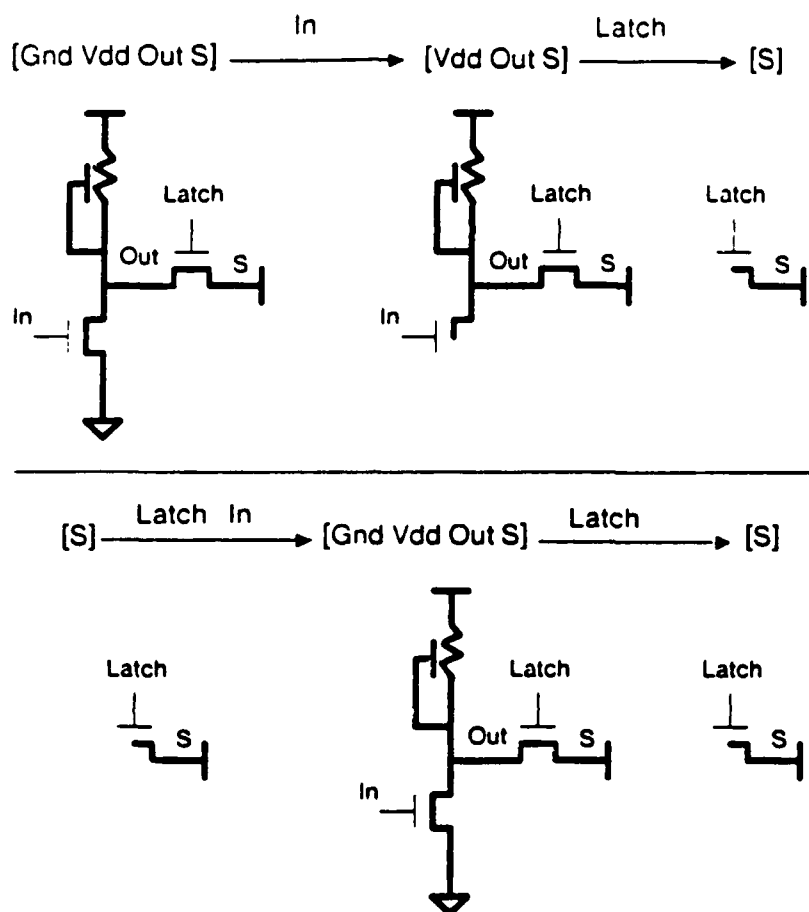 In Latch
[Gnd Vdd Out S] [Vdd Out S] [S]
Latch Latch Latch
Out S Out S S
In In
Latch In Latch
[S] [Gnd Vdd Out S] [S]
Latch Latch Latch
S Out S S
In